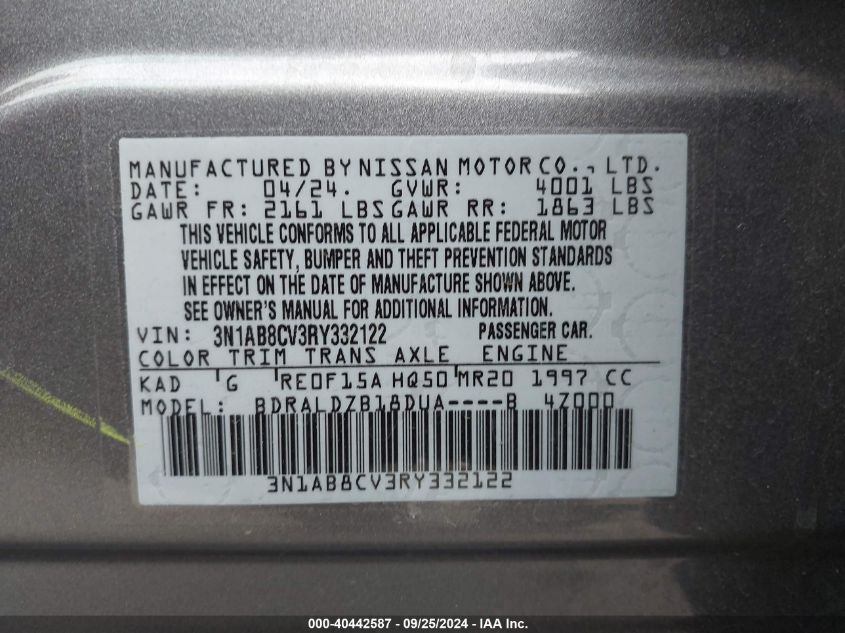 MANUFACTURED BY NISSAN MOTOR CO., LTD.
DATE: 04/24. GVWR: 4001 LBS
GAWR FR: 2161 LBS GAWR RR: 1863 LBS
THIS VEHICLE CONFORMS TO ALL APPLICABLE FEDERAL MOTOR
VEHICLE SAFETY, BUMPER AND THEFT PREVENTION STANDARDS
IN EFFECT ON THE DATE OF MANUFACTURE SHOWN ABOVE.
SEE OWNER'S MANUAL FOR ADDITIONAL INFORMATION.
VIN: 3N1AB8CV3RY332122 PASSENGER CAR.
COLOR TRIM TRANS AXLE ENGINE
KAD G RE0F15A HQ50 MR20 1997 CC
MODEL: BDRALDZB18DUA----B 4Z000
3N1AB8CV3RY332122
000-40442587 - 09/25/2024 - IAA Inc.